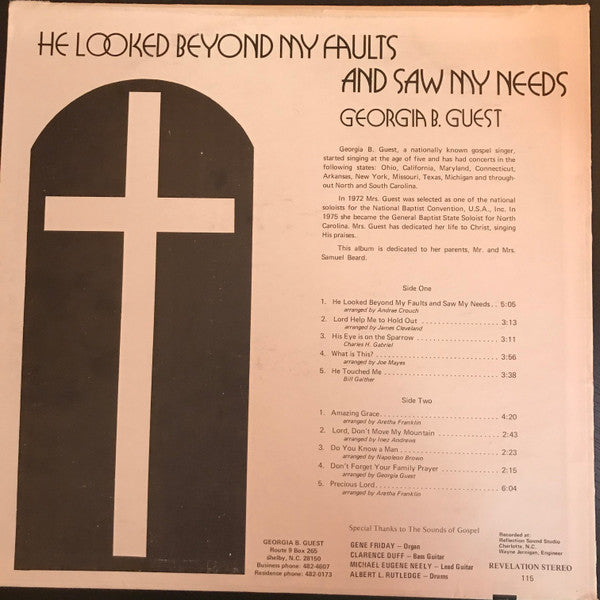 HE LOOKED BEYOND MY FAULTS
AND SAW MY NEEDS
GEORGIA B. GUEST
Georgia B. Guest, a nationally known gospel singer,
started singing at the age of five and has had concerts in the
following states: Ohio, California, Maryland, Connecticut,
Arkansas, New York, Missouri, Texas, Michigan and through-
out North and South Carolina.
In 1972 Mrs. Guest was selected as one of the national
soloists for the National Baptist Convention, U.S.A., Inc. In
1975 she became the General Baptist State Soloist for North
Carolina. Mrs. Guest has dedicated her life to Christ, singing
His praises.
This album is dedicated to her parents, Mr. and Mrs.
Samuel Beard.
Side One
1. He Looked Beyond My Faults and Saw My Needs . . 5:05
arranged by Andrae Crouch
2. Lord Help Me to Hold Out . . . . . . . . . . . . . . . . . . 3:13
arranged by James Cleveland
3. His Eye is on the Sparrow . . . . . . . . . . . . . . . . . . 3:11
Charles H. Gabriel
4. What is This? . . . . . . . . . . . . . . . . . . . . . . . . . . 3:56
arranged by Joe Mayes
5. He Touched Me . . . . . . . . . . . . . . . . . . . . . . . . . 3:38
Bill Gaither
Side Two
1. Amazing Grace . . . . . . . . . . . . . . . . . . . . . . . . . 4:20
arranged by Aretha Franklin
2. Lord, Don't Move My Mountain . . . . . . . . . . . . . 2:43
arranged by Inez Andrews
3. Do You Know a Man . . . . . . . . . . . . . . . . . . . . . 2:23
arranged by Napoleon Brown
4. Don't Forget Your Family Prayer . . . . . . . . . . . . 2:15
arranged by Georgia Guest
5. Precious Lord . . . . . . . . . . . . . . . . . . . . . . . . . . 6:04
arranged by Aretha Franklin
Special Thanks to The Sounds of Gospel
GEORGIA B. GUEST
Route 9 Box 265
Shelby, N.C. 28150
Business phone: 482-4607
Residence phone: 482-0173
GENE FRIDAY – Organ
CLARENCE DUFF – Bass Guitar
MICHAEL EUGENE NEELY – Lead Guitar
ALBERT L. RUTLEDGE – Drums
Recorded at
Reflection Sound Studio
Charlotte, N.C.
Wayne Jernigan, Engineer
REVELATION STEREO
115